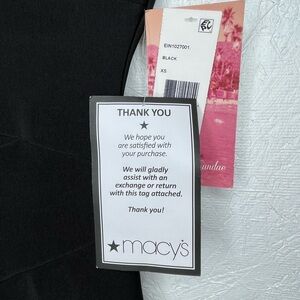 EIN1027001.
BLACK
XS
THANK YOU
We hope you
are satisfied with
your purchase.
We will gladly
assist with an
exchange or return
with this tag attached.
Thank you!
macy's